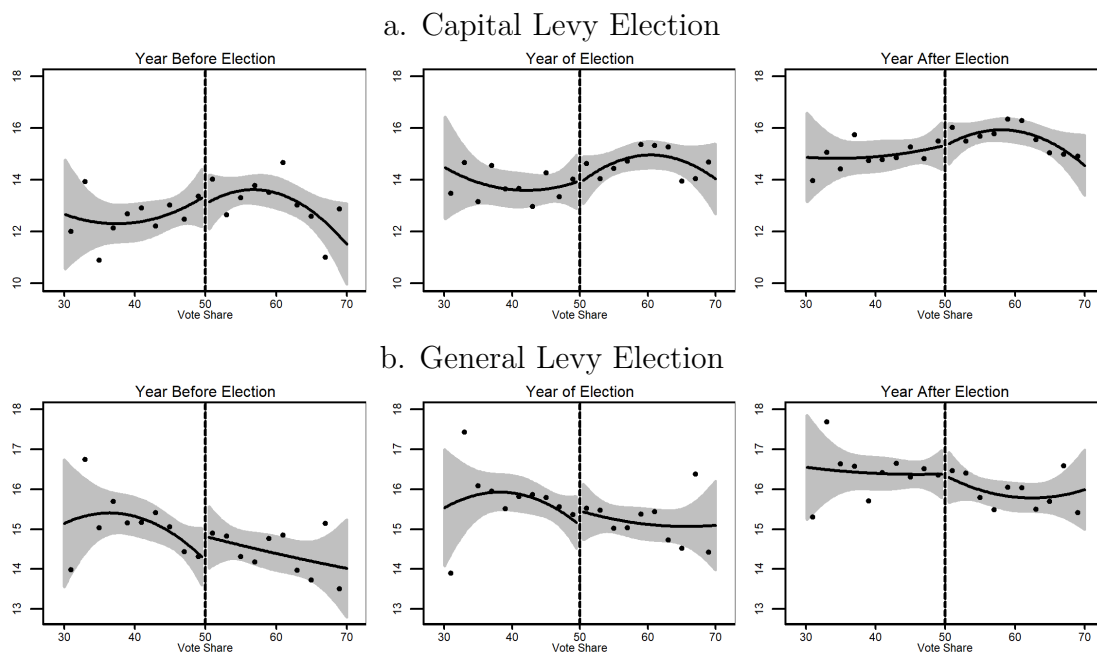 a. Capital Levy Election
Year Before Election
Year of Election
Year After Election
18
16
14
12
10
30 40 50 60 70
Vote Share
18
16
14
12
10
30 40 50 60 70
Vote Share
18
16
14
12
10
30 40 50 60 70
Vote Share
b. General Levy Election
Year Before Election
Year of Election
Year After Election
18
17
16
15
14
13
30 40 50 60 70
Vote Share
18
17
16
15
14
13
30 40 50 60 70
Vote Share
18
17
16
15
14
13
30 40 50 60 70
Vote Share